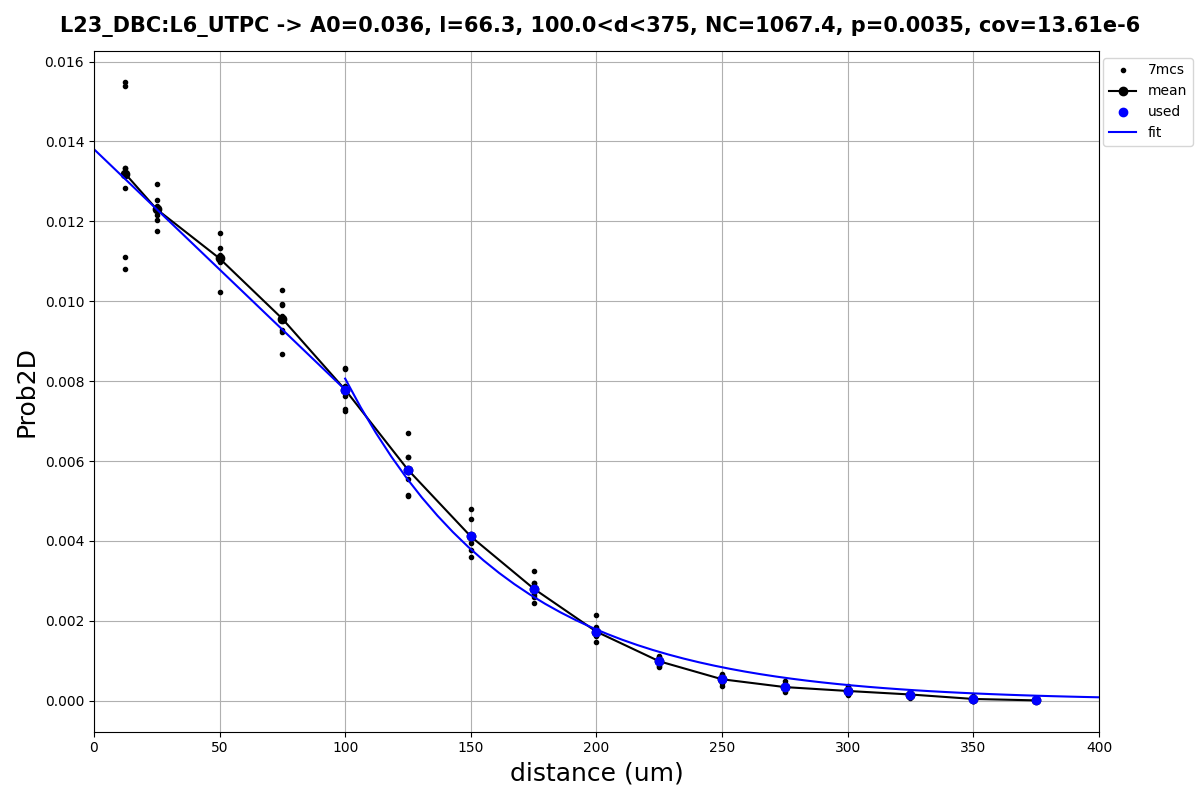 L23_DBC:L6_UTPC -> A0=0.036, l=66.3, 100.0<d<375, NC=1067.4, p=0.0035, cov=13.61e-6
7mcs
mean
used
fit
0.016
0.014
0.012
0.010
0.008
0.006
0.004
0.002
0.000
Prob2D
0 50 100 150 200 250 300 350 400
distance (um)